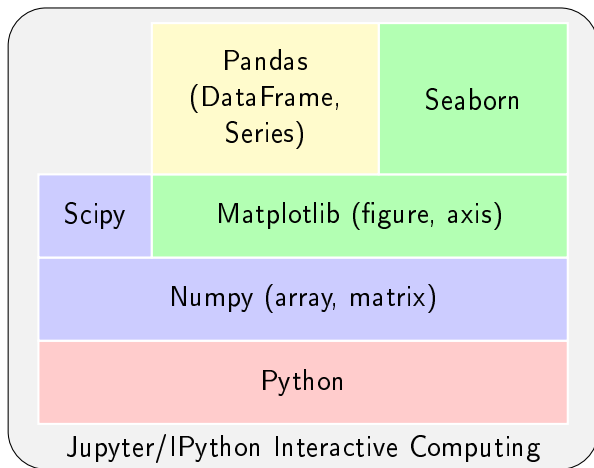 Pandas
(DataFrame,
Series)
Seaborn
Scipy
Matplotlib (figure, axis)
Numpy (array, matrix)
Python
Jupyter/IPython Interactive Computing